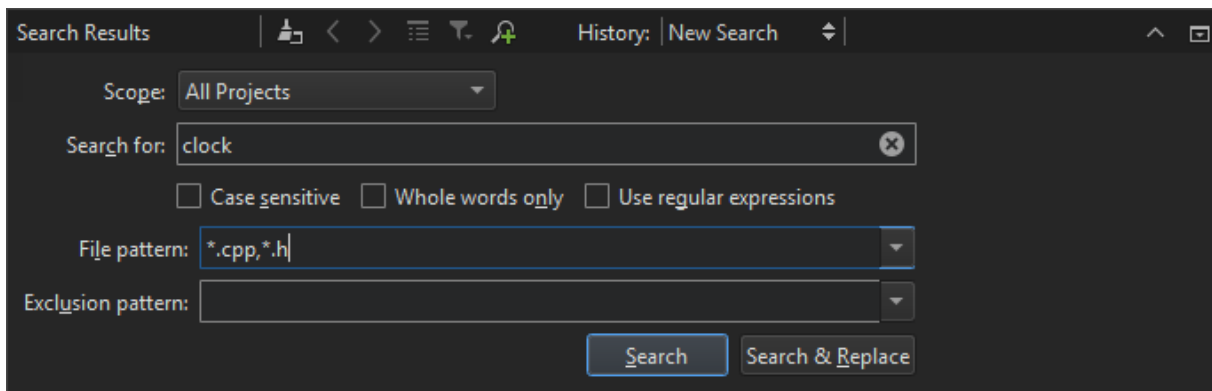 Search Results History: New Search
Scope: All Projects
Search for: clock
Case sensitive Whole words only Use regular expressions
File pattern: *.cpp,*.h
Exclusion pattern:
Search Search & Replace